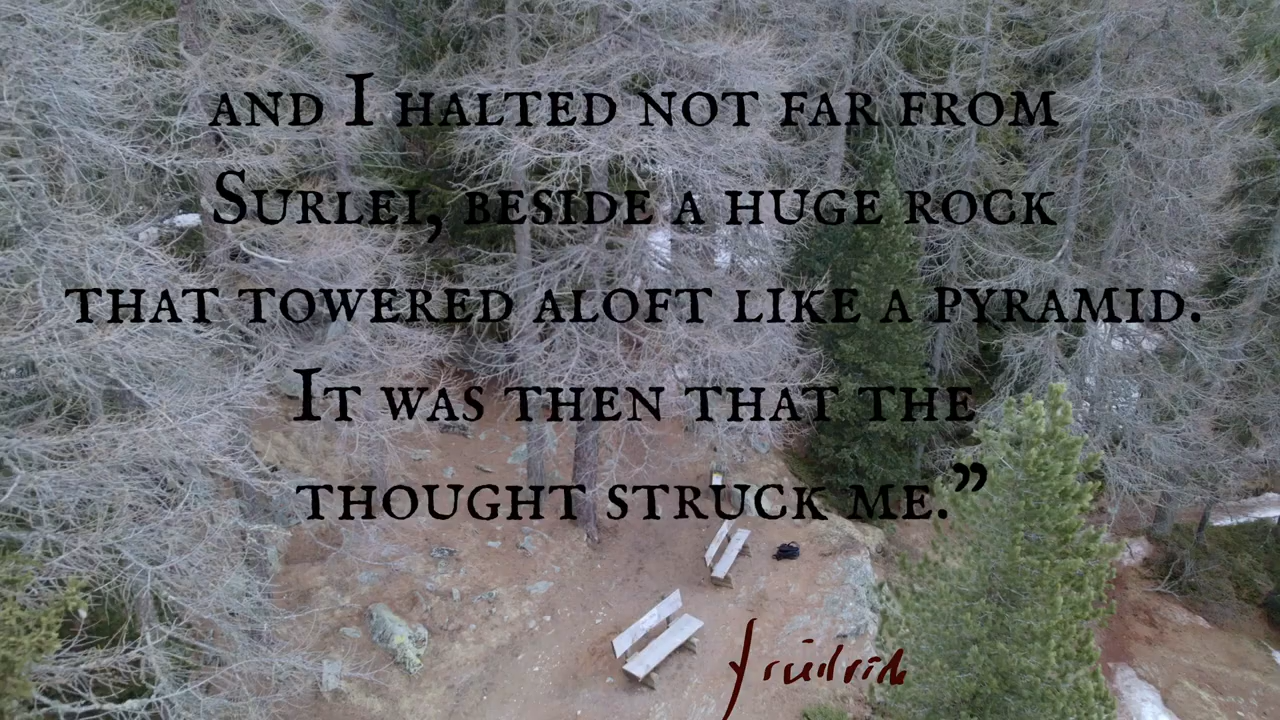 and I halted not far from
Surlei, beside a huge rock
that towered aloft like a pyramid.
It was then that the
thought struck me.”
Friedrich